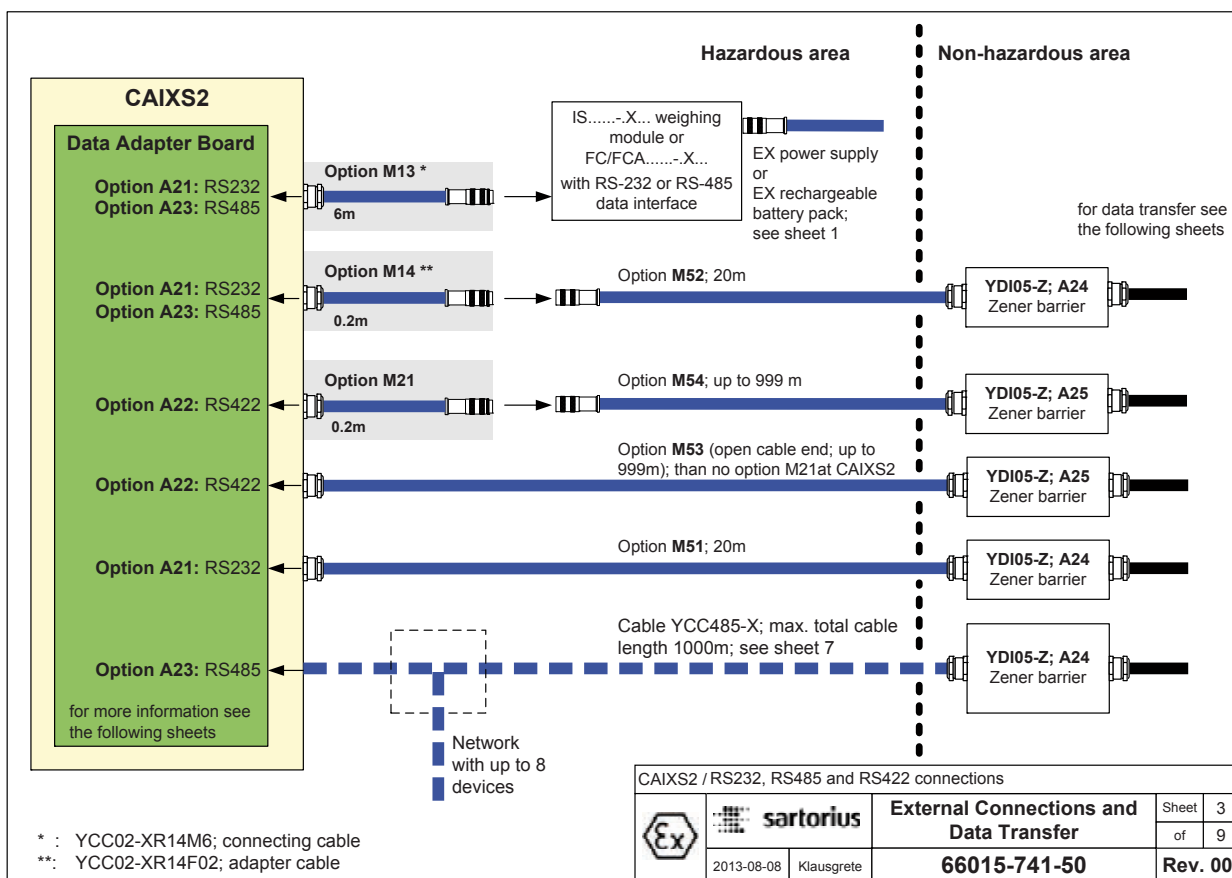 Hazardous area
Non-hazardous area
CAIXS2
Data Adapter Board
Option A21: RS232
Option A23: RS485
Option M13 *
6m
IS......-.X... weighing
module or
FC/FCA......-.X...
with RS-232 or RS-485
data interface
EX power supply
or
EX rechargeable
battery pack;
see sheet 1
for data transfer see
the following sheets
Option A21: RS232
Option A23: RS485
Option M14 **
0.2m
Option M52; 20m
YDI05-Z; A24
Zener barrier
Option A22: RS422
Option M21
0.2m
Option M54; up to 999 m
YDI05-Z; A25
Zener barrier
Option A22: RS422
Option M53 (open cable end; up to
999m); than no option M21at CAIXS2
YDI05-Z; A25
Zener barrier
Option A21: RS232
Option M51; 20m
YDI05-Z; A24
Zener barrier
Option A23: RS485
Cable YCC485-X; max. total cable
length 1000m; see sheet 7
YDI05-Z; A24
Zener barrier
for more information see
the following sheets
Network
with up to 8
devices
* : YCC02-XR14M6; connecting cable
**: YCC02-XR14F02; adapter cable
CAIXS2 / RS232, RS485 and RS422 connections
Ex
sartorius
External Connections and
Data Transfer
Sheet 3
of 9
2013-08-08 Klausgrete
66015-741-50
Rev. 00